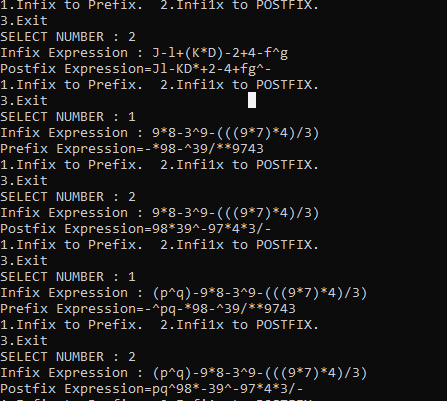 1.Infix to Prefix.  2.Infi1x to POSTFIX.
3.Exit
SELECT NUMBER : 2
Infix Expression : J-l+(K*D)-2+4-f^g
Postfix Expression=Jl-KD*+2-4+fg^-
1.Infix to Prefix.  2.Infi1x to POSTFIX.
3.Exit
SELECT NUMBER : 1
Infix Expression : 9*8-3^9-(((9*7)*4)/3)
Prefix Expression=-*98-^39/**9743
1.Infix to Prefix.  2.Infi1x to POSTFIX.
3.Exit
SELECT NUMBER : 2
Infix Expression : 9*8-3^9-(((9*7)*4)/3)
Postfix Expression=98*39^-97*4*3/-
1.Infix to Prefix.  2.Infi1x to POSTFIX.
3.Exit
SELECT NUMBER : 1
Infix Expression : (p^q)-9*8-3^9-(((9*7)*4)/3)
Prefix Expression=-^pq-*98-^39/**9743
1.Infix to Prefix.  2.Infi1x to POSTFIX.
3.Exit
SELECT NUMBER : 2
Infix Expression : (p^q)-9*8-3^9-(((9*7)*4)/3)
Postfix Expression=pq^98*-39^-97*4*3/-